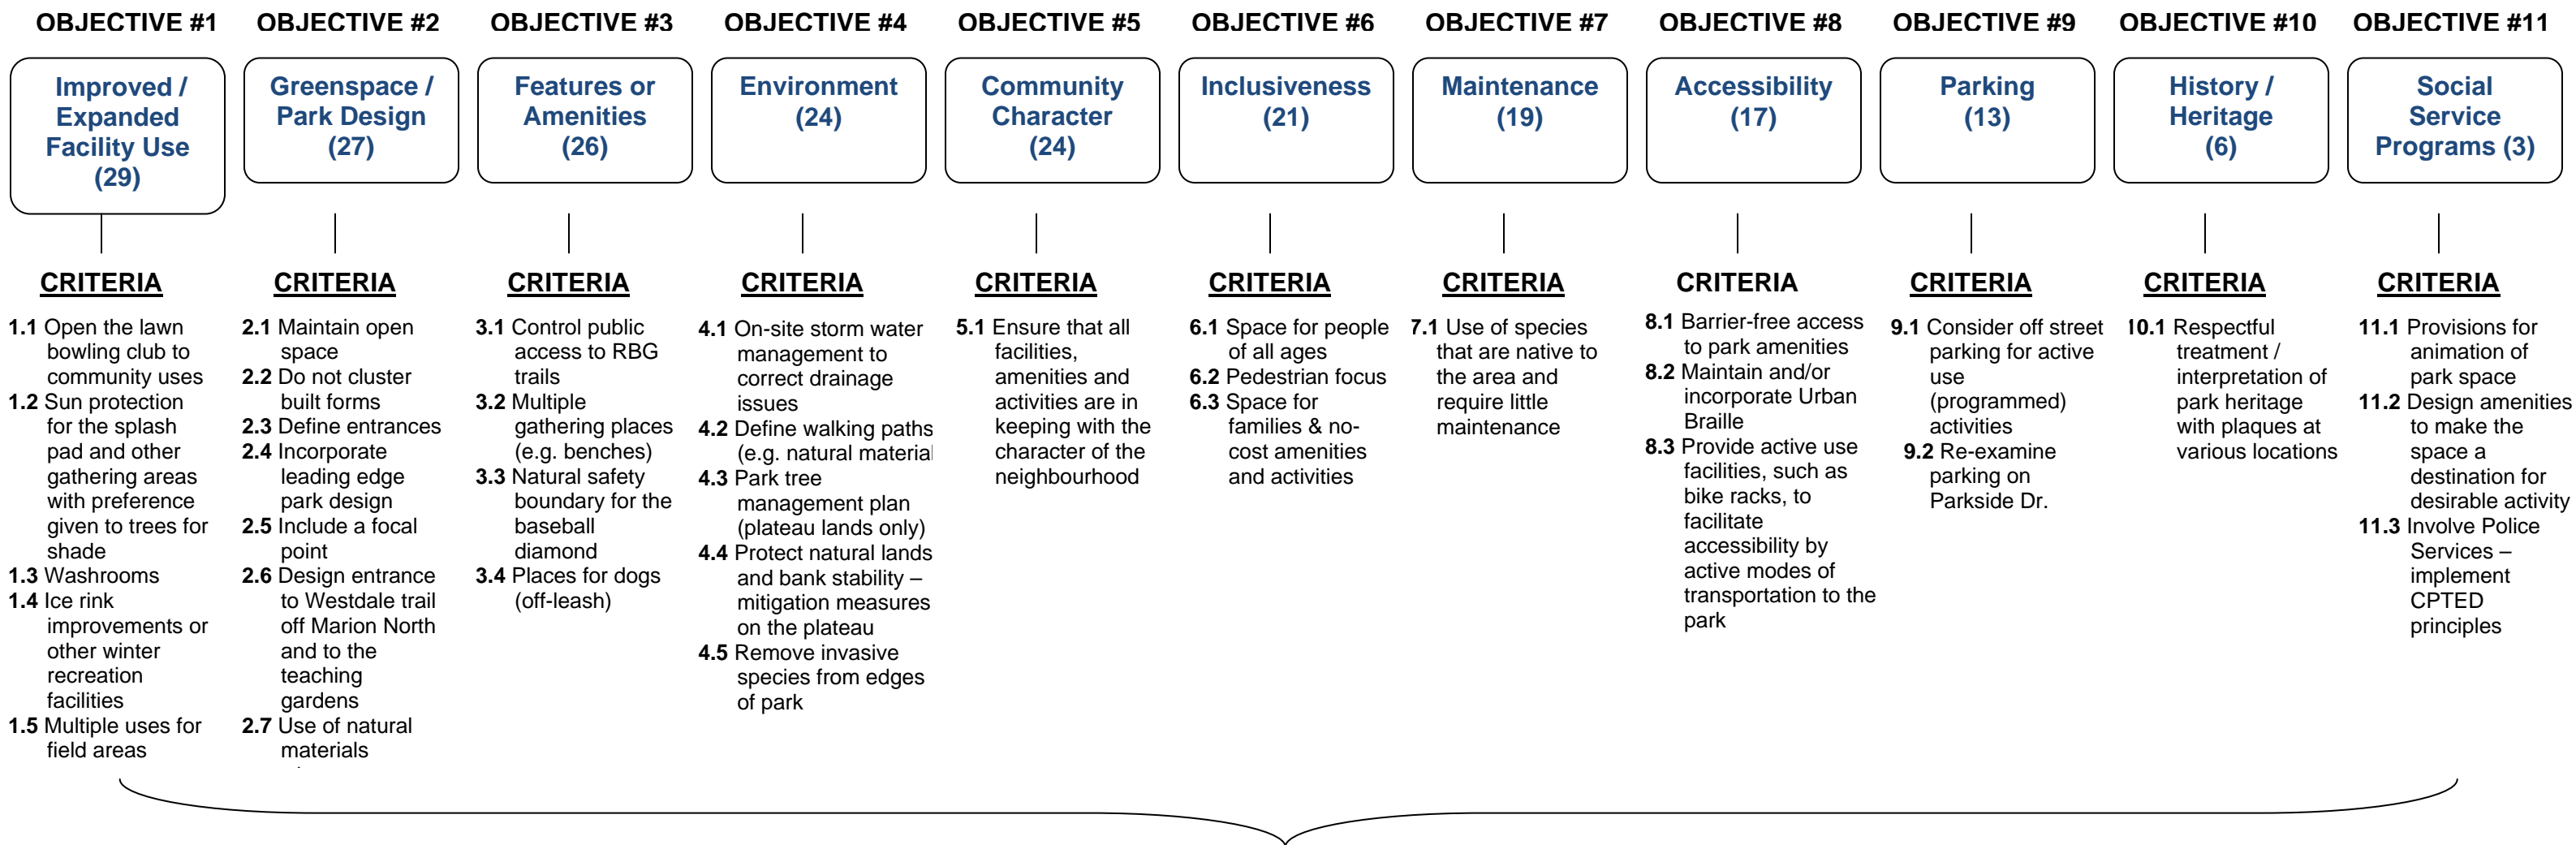 OBJECTIVE #1
Improved /
Expanded
Facility Use
(29)
CRITERIA
1.1 Open the lawn
bowling club to
community uses
1.2 Sun protection
for the splash
pad and other
gathering areas
with preference
given to trees for
shade
1.3 Washrooms
1.4 Ice rink
improvements or
other winter
recreation
facilities
1.5 Multiple uses for
field areas
OBJECTIVE #2
Greenspace /
Park Design
(27)
CRITERIA
2.1 Maintain open
space
2.2 Do not cluster
built forms
2.3 Define entrances
2.4 Incorporate
leading edge
park design
2.5 Include a focal
point
2.6 Design entrance
to Westdale trail
off Marion North
and to the
teaching
gardens
2.7 Use of natural
materials
OBJECTIVE #3
Features or
Amenities
(26)
CRITERIA
3.1 Control public
access to RBG
trails
3.2 Multiple
gathering places
(e.g. benches)
3.3 Natural safety
boundary for the
baseball
diamond
3.4 Places for dogs
(off-leash)
OBJECTIVE #4
Environment
(24)
CRITERIA
4.1 On-site storm water
management to
correct drainage
issues
4.2 Define walking paths
(e.g. natural material
4.3 Park tree
management plan
(plateau lands only)
4.4 Protect natural lands
and bank stability –
mitigation measures
on the plateau
4.5 Remove invasive
species from edges
of park
OBJECTIVE #5
Community
Character
(24)
CRITERIA
5.1 Ensure that all
facilities,
amenities and
activities are in
keeping with the
character of the
neighbourhood
OBJECTIVE #6
Inclusiveness
(21)
CRITERIA
6.1 Space for people
of all ages
6.2 Pedestrian focus
6.3 Space for
families & no-
cost amenities
and activities
OBJECTIVE #7
Maintenance
(19)
CRITERIA
7.1 Use of species
that are native to
the area and
require little
maintenance
OBJECTIVE #8
Accessibility
(17)
CRITERIA
8.1 Barrier-free access
to park amenities
8.2 Maintain and/or
incorporate Urban
Braille
8.3 Provide active use
facilities, such as
bike racks, to
facilitate
accessibility by
active modes of
transportation to the
park
OBJECTIVE #9
Parking
(13)
CRITERIA
9.1 Consider off street
parking for active
use
(programmed)
activities
9.2 Re-examine
parking on
Parkside Dr.
OBJECTIVE #10
History /
Heritage
(6)
CRITERIA
10.1 Respectful
treatment /
interpretation of
park heritage
with plaques at
various locations
OBJECTIVE #11
Social
Service
Programs (3)
CRITERIA
11.1 Provisions for
animation of
park space
11.2 Design amenities
to make the
space a
destination for
desirable activity
11.3 Involve Police
Services –
implement
CPTED
principles